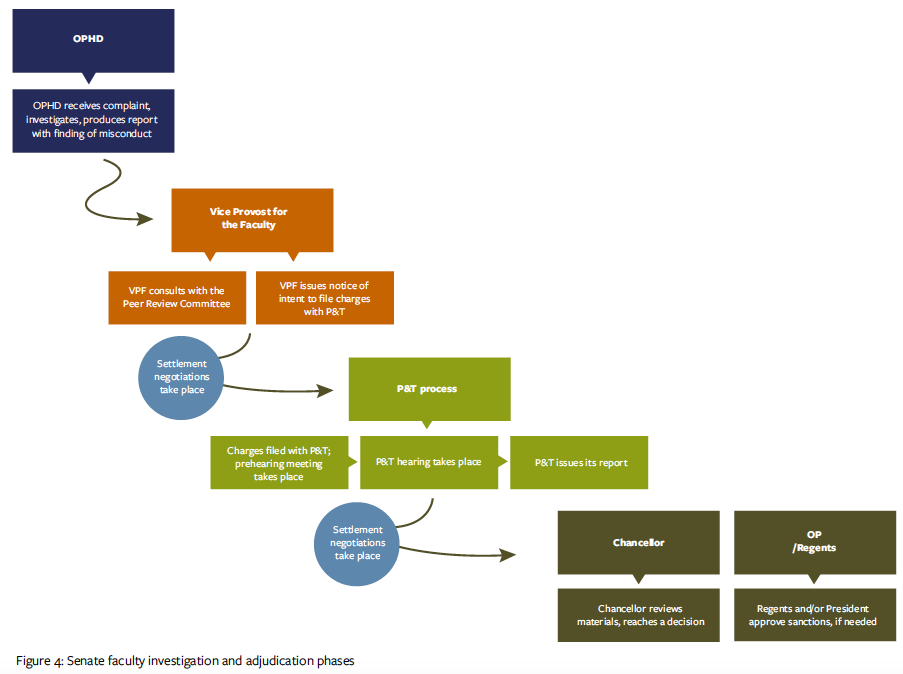 OPHD
OPHD receives complaint,
investigates, produces report
with finding of misconduct
Vice Provost for
the Faculty
VPF consults with the
Peer Review Committee
VPF issues notice of
intent to file charges
with P&T
Settlement
negotiations
take place
P&T process
Charges filed with P&T;
prehearing meeting
takes place
P&T hearing takes place
P&T issues its report
Settlement
negotiations
take place
Chancellor
OP
/Regents
Chancellor reviews
materials, reaches a decision
Regents and/or President
approve sanctions, if needed
Figure 4: Senate faculty investigation and adjudication phases